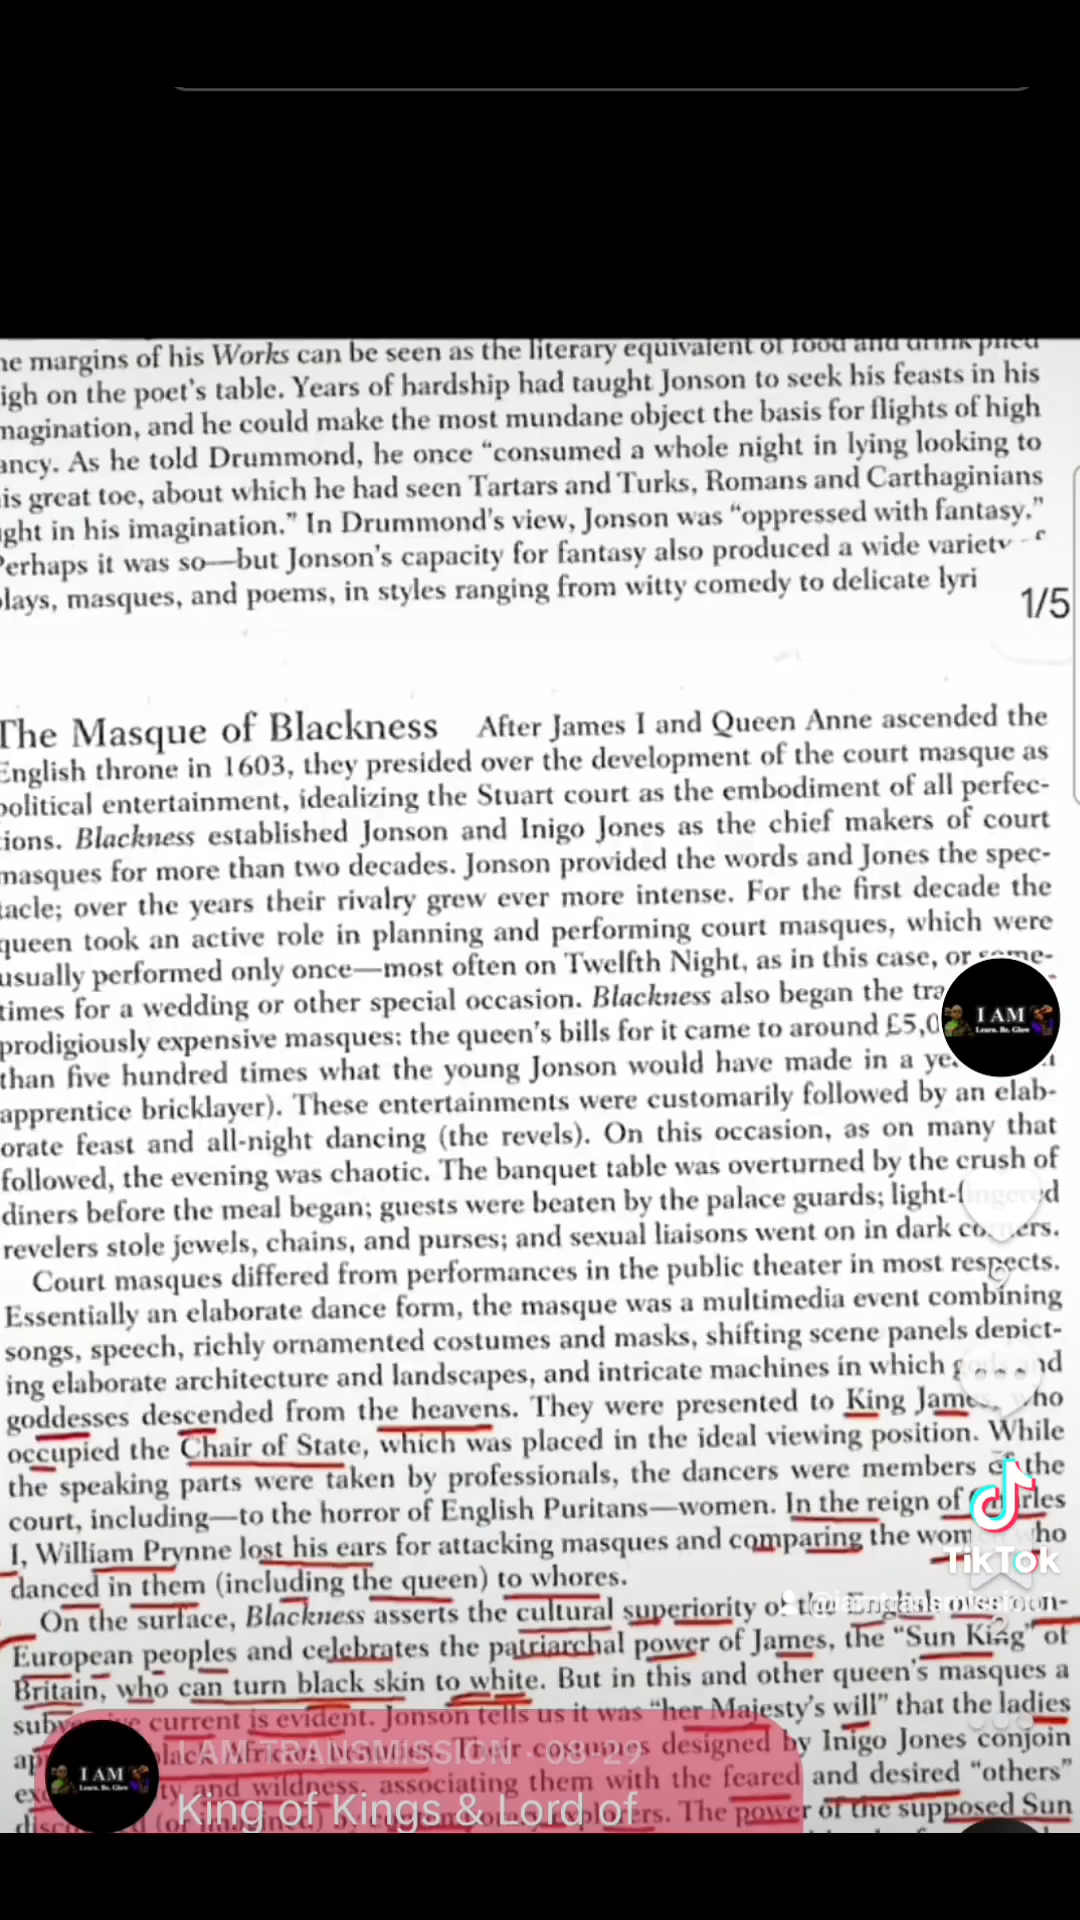 ne margins of his Works can be seen as the literary equivalent of food and drink piled
igh on the poet's table. Years of hardship had taught Jonson to seek his feasts in his
magination, and he could make the most mundane object the basis for flights of high
ancy. As he told Drummond, he once "consumed a whole night in lying looking to
is great toe, about which he had seen Tartars and Turks, Romans and Carthaginians
ght in his imagination." In Drummond's view, Jonson was "oppressed with fantasy."
Perhaps it was so—but Jonson's capacity for fantasy also produced a wide variety
lays, masques, and poems, in styles ranging from witty comedy to delicate lyri
1/5
The Masque of Blackness After James I and Queen Anne ascended the
English throne in 1603, they presided over the development of the court masque as
political entertainment, idealizing the Stuart court as the embodiment of all perfec-
ions. Blackness established Jonson and Inigo Jones as the chief makers of court
masques for more than two decades. Jonson provided the words and Jones the spec-
tacle; over the years their rivalry grew ever more intense. For the first decade the
queen took an active role in planning and performing court masques, which were
usually performed only once—most often on Twelfth Night, as in this case, or some-
times for a wedding or other special occasion. Blackness also began the tra
prodigiously expensive masques: the queen's bills for it came to around £5,0
than five hundred times what the young Jonson would have made in a ye
apprentice bricklayer). These entertainments were customarily followed by an elab-
orate feast and all-night dancing (the revels). On this occasion, as on many that
followed, the evening was chaotic. The banquet table was overturned by the crush of
diners before the meal began; guests were beaten by the palace guards; light-fingered
revelers stole jewels, chains, and purses; and sexual liaisons went on in dark corners.
Court masques differed from performances in the public theater in most respects.
Essentially an elaborate dance form, the masque was a multimedia event combining
songs, speech, richly ornamented costumes and masks, shifting scene panels depict-
ing elaborate architecture and landscapes, and intricate machines in which gods and
goddesses descended from the heavens. They were presented to King James, who
occupied the Chair of State, which was placed in the ideal viewing position. While
the speaking parts were taken by professionals, the dancers were members of the
court, including—to the horror of English Puritans—women. In the reign of Charles
I, William Prynne lost his ears for attacking masques and comparing the wom who
danced in them (including the queen) to whores.
On the surface, Blackness asserts the cultural superiority of the English over non-
European peoples and celebrates the patriarchal power of James, the "Sun King" of
Britain, who can turn black skin to white. But in this and other queen's masques a
subv current is evident. Jonson tells us it was "her Majesty's will" that the ladies
ap costumes designed by Inigo Jones conjoin
ty and wildness, associating them with the feared and desired "others"
The power of the supposed Sun
I AM
Learn. Be. Glow
TikTok
@iamtransmission
I AM
Learn. Be. Glow
I AM TRANSMISSION · 08-29
King of Kings & Lord of